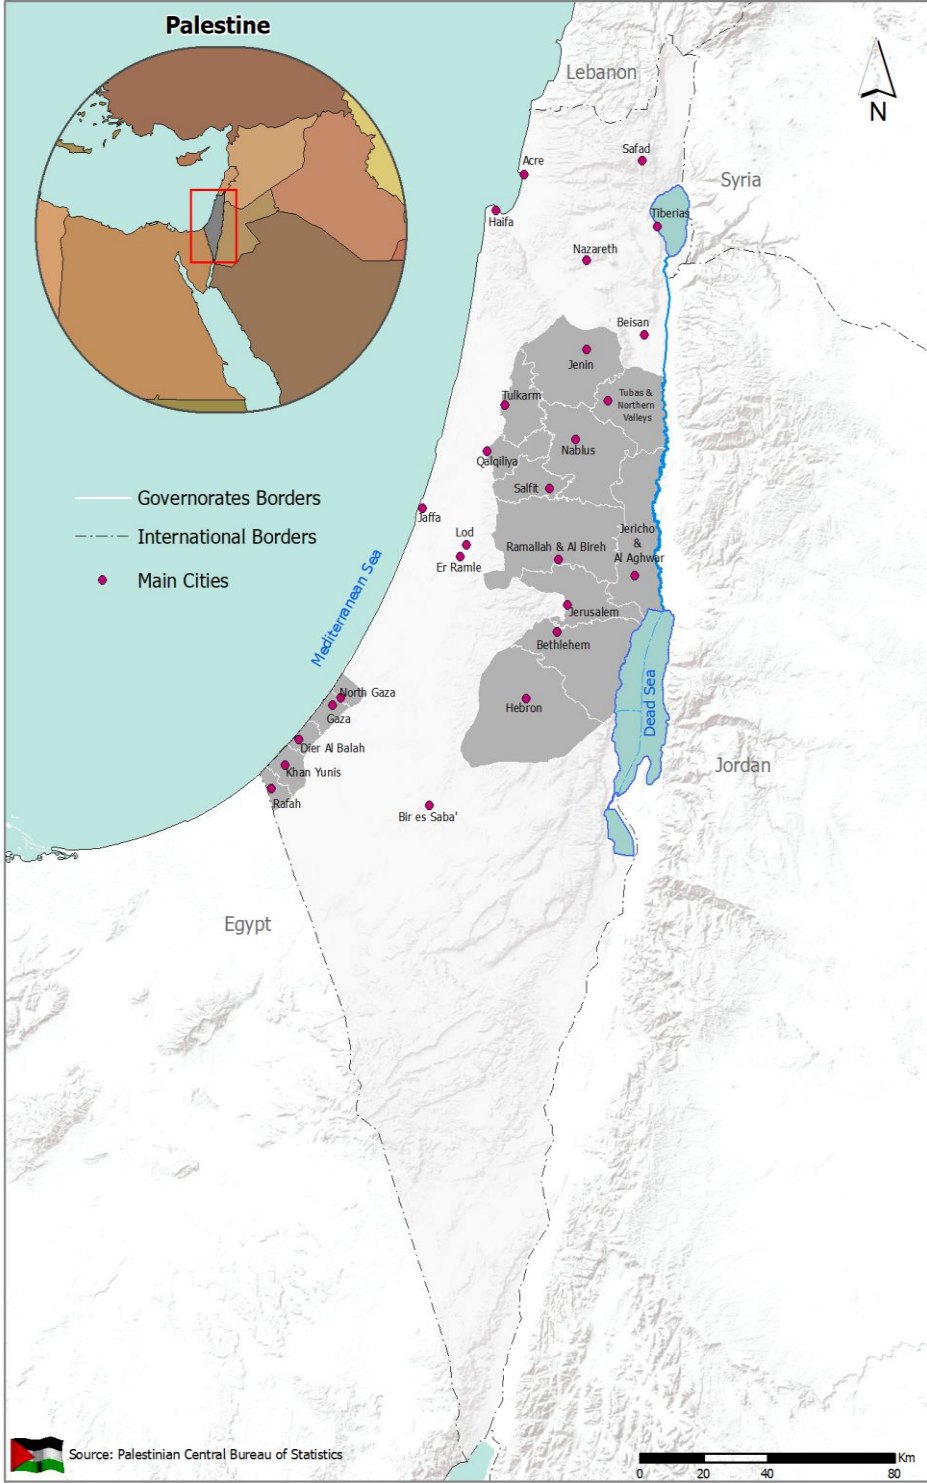 Palestine
Lebanon
N
Safad
Acre
Syria
Tiberias
Haifa
Nazareth
Beisan
Jenin
Tubas &
Northern
Valleys
Tulkarm
Nablus
Qalqiliya
Salfit
Governorates Borders
Jaffa
International Borders
Lod
Jericho
&
Al Aghwar
Ramallah & Al Bireh
Er Ramle
Main Cities
Mediterranean Sea
Jerusalem
Bethlehem
North Gaza
Hebron
Dead Sea
Gaza
Dier Al Balah
Jordan
Khan Yunis
Rafah
Bir es Saba'
Egypt
Source: Palestinian Central Bureau of Statistics
Km
0 20 40 80